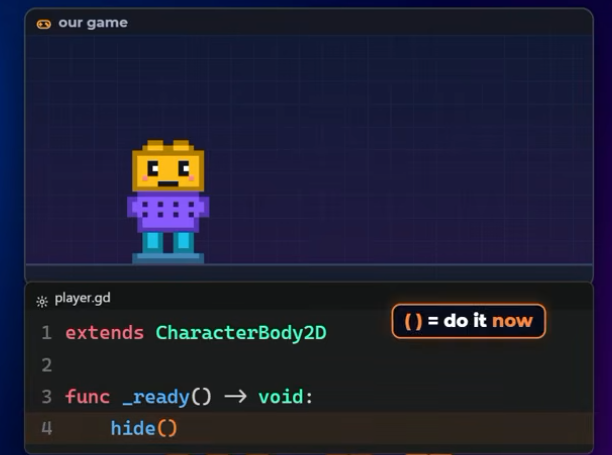 our game
player.gd
() = do it now
1 extends CharacterBody2D
2
3 func _ready() -> void:
4 hide()